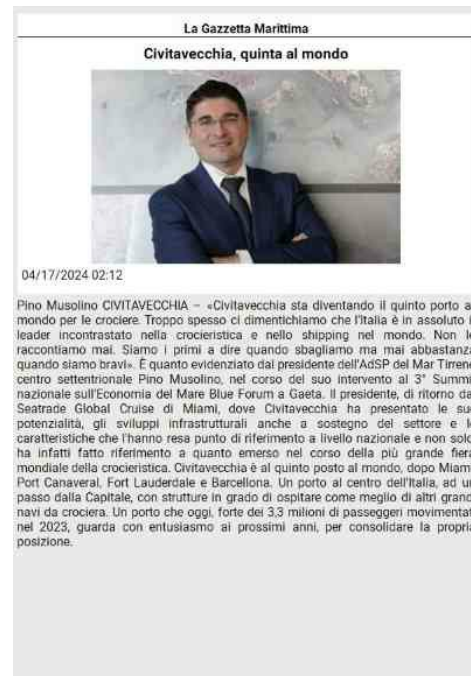 La Gazzetta Marittima
Civitavecchia, quinta al mondo
04/17/2024 02:12
Pino Musolino CIVITAVECCHIA – «Civitavecchia sta diventando il quinto porto a
mondo per le crociere. Troppo spesso ci dimentichiamo che l'Italia è in assoluto i
leader incontrastato nella crocieristica e nello shipping nel mondo. Non l
raccontiamo mai. Siamo i primi a dire quando sbagliamo ma mai abbastanz
quando siamo bravi». È quanto evidenziato dal presidente dell'AdSP del Mar Tirren
centro settentrionale Pino Musolino, nel corso del suo intervento al 3° Summi
nazionale sull'Economia del Mare Blue Forum a Gaeta. Il presidente, di ritorno da
Seatrade Global Cruise di Miami, dove Civitavecchia ha presentato le su
potenzialità, gli sviluppi infrastrutturali anche a sostegno del settore e l
caratteristiche che l'hanno resa punto di riferimento a livello nazionale e non solo
ha infatti fatto riferimento a quanto emerso nel corso della più grande fiera
mondiale della crocieristica. Civitavecchia è al quinto posto al mondo, dopo Miam
Port Canaveral, Fort Lauderdale e Barcellona. Un porto al centro dell'Italia, ad u
passo dalla Capitale, con strutture in grado di ospitare come meglio di altri grand
navi da crociera. Un porto che oggi, forte dei 3,3 milioni di passeggeri movimentat
nel 2023, guarda con entusiasmo ai prossimi anni, per consolidare la propria
posizione.